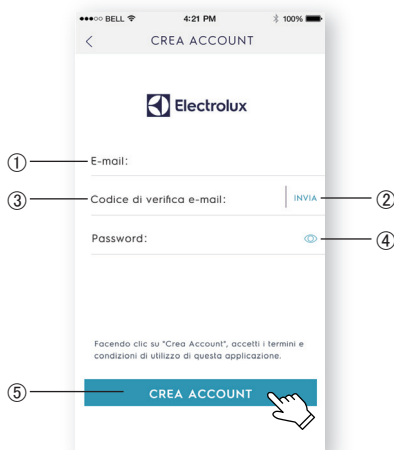 ●●●○○ BELL 4:21 PM 100%
CREA ACCOUNT
Electrolux
① E-mail:
③ Codice di verifica e-mail: INVIA ②
Password: ④
Facendo clic su "Crea Account", accetti i termini e
condizioni di utilizzo di questa applicazione.
⑤ CREA ACCOUNT